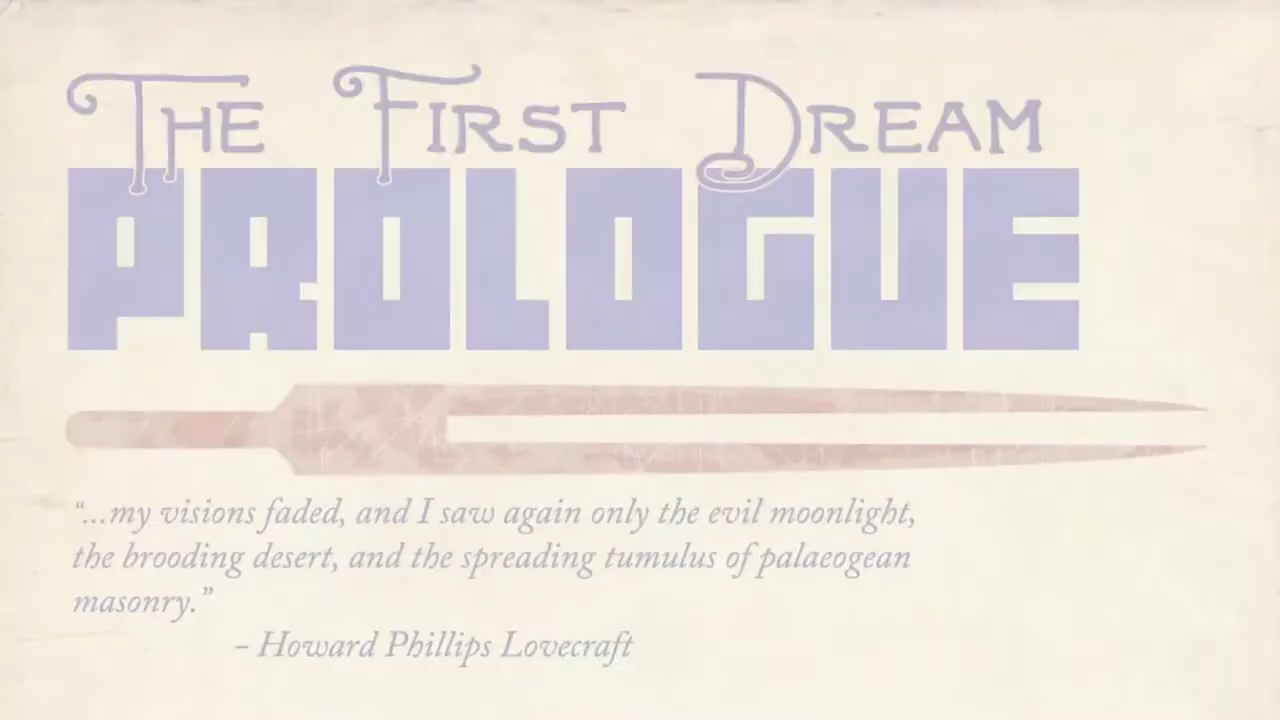 The First Dream
PROLOGUE
“...my visions faded, and I saw again only the evil moonlight,
the brooding desert, and the spreading tumulus of palaeogean
masonry.”
– Howard Phillips Lovecraft